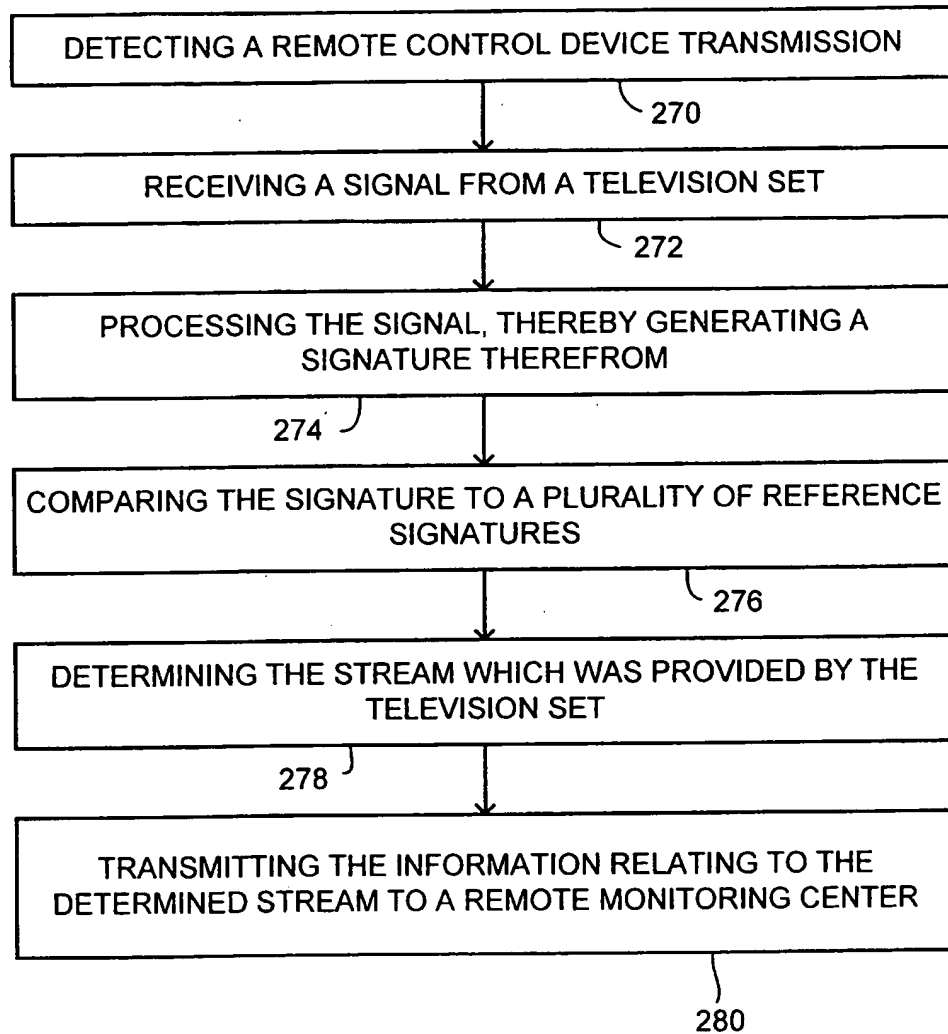 DETECTING A REMOTE CONTROL DEVICE TRANSMISSION
270
RECEIVING A SIGNAL FROM A TELEVISION SET
272
PROCESSING THE SIGNAL, THEREBY GENERATING A
SIGNATURE THEREFROM
274
COMPARING THE SIGNATURE TO A PLURALITY OF REFERENCE
SIGNATURES
276
DETERMINING THE STREAM WHICH WAS PROVIDED BY THE
TELEVISION SET
278
TRANSMITTING THE INFORMATION RELATING TO THE
DETERMINED STREAM TO A REMOTE MONITORING CENTER
280